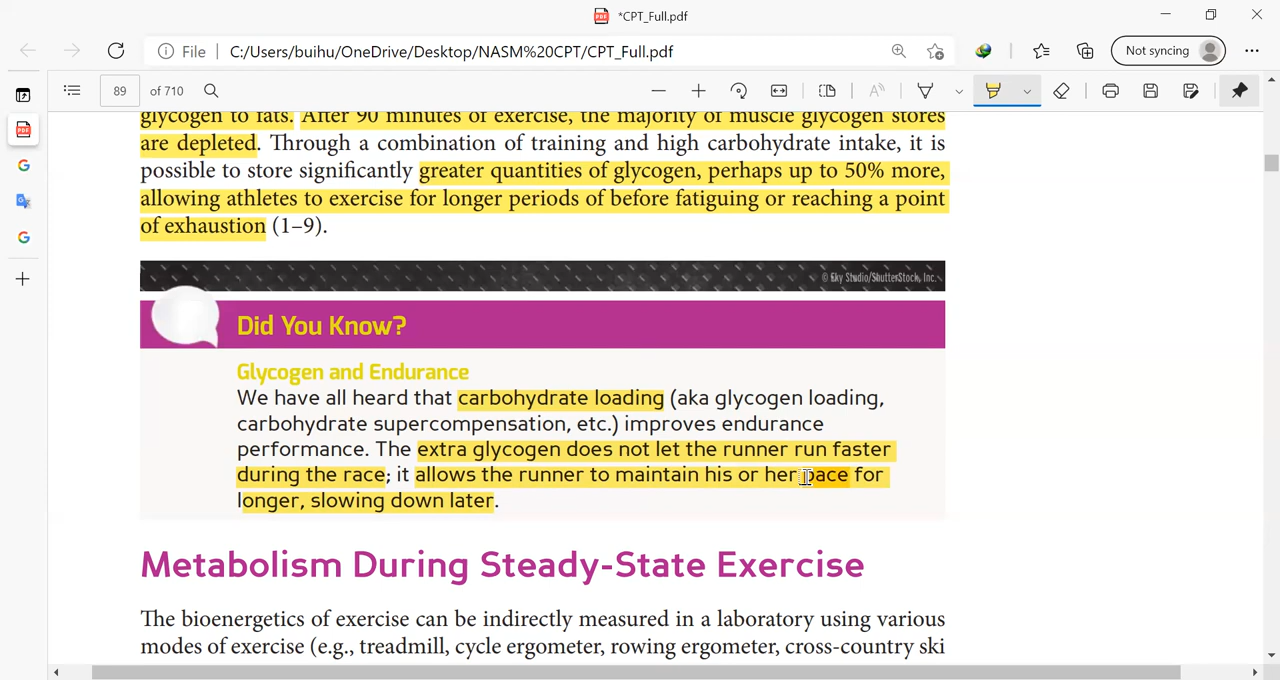 *CPT_Full.pdf
File C:/Users/buihu/OneDrive/Desktop/NASM%20CPT/CPT_Full.pdf
Not syncing
89 of 710
glycogen to fats. After 90 minutes of exercise, the majority of muscle glycogen stores
are depleted. Through a combination of training and high carbohydrate intake, it is
possible to store significantly greater quantities of glycogen, perhaps up to 50% more,
allowing athletes to exercise for longer periods of before fatiguing or reaching a point
of exhaustion (1–9).
© Eky Studio/ShutterStock, Inc.
Did You Know?
Glycogen and Endurance
We have all heard that carbohydrate loading (aka glycogen loading,
carbohydrate supercompensation, etc.) improves endurance
performance. The extra glycogen does not let the runner run faster
during the race; it allows the runner to maintain his or her pace for
longer, slowing down later.
Metabolism During Steady-State Exercise
The bioenergetics of exercise can be indirectly measured in a laboratory using various
modes of exercise (e.g., treadmill, cycle ergometer, rowing ergometer, cross-country ski